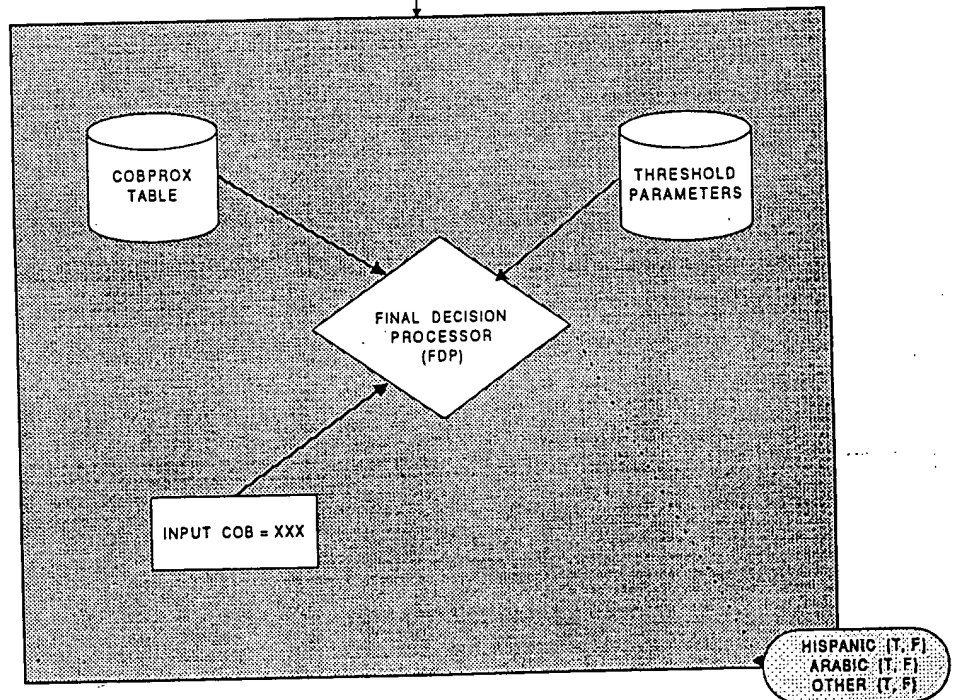 COBPROX
TABLE
THRESHOLD
PARAMETERS
FINAL DECISION
PROCESSOR
(FDP)
INPUT COB = XXX
HISPANIC (T, F)
ARABIC (T, F)
OTHER (T, F)